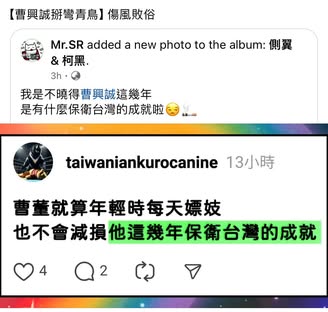 【曹興誠掰彎青鳥】傷風敗俗
Mr.SR added a new photo to the album: 側翼
& 柯黑.
3h
我是不曉得曹興誠這幾年
是有什麼保衛台灣的成就啦😒🚬
taiwaniankurocanine 13小時
曹董就算年輕時每天嫖妓
也不會減損他這幾年保衛台灣的成就
4 2